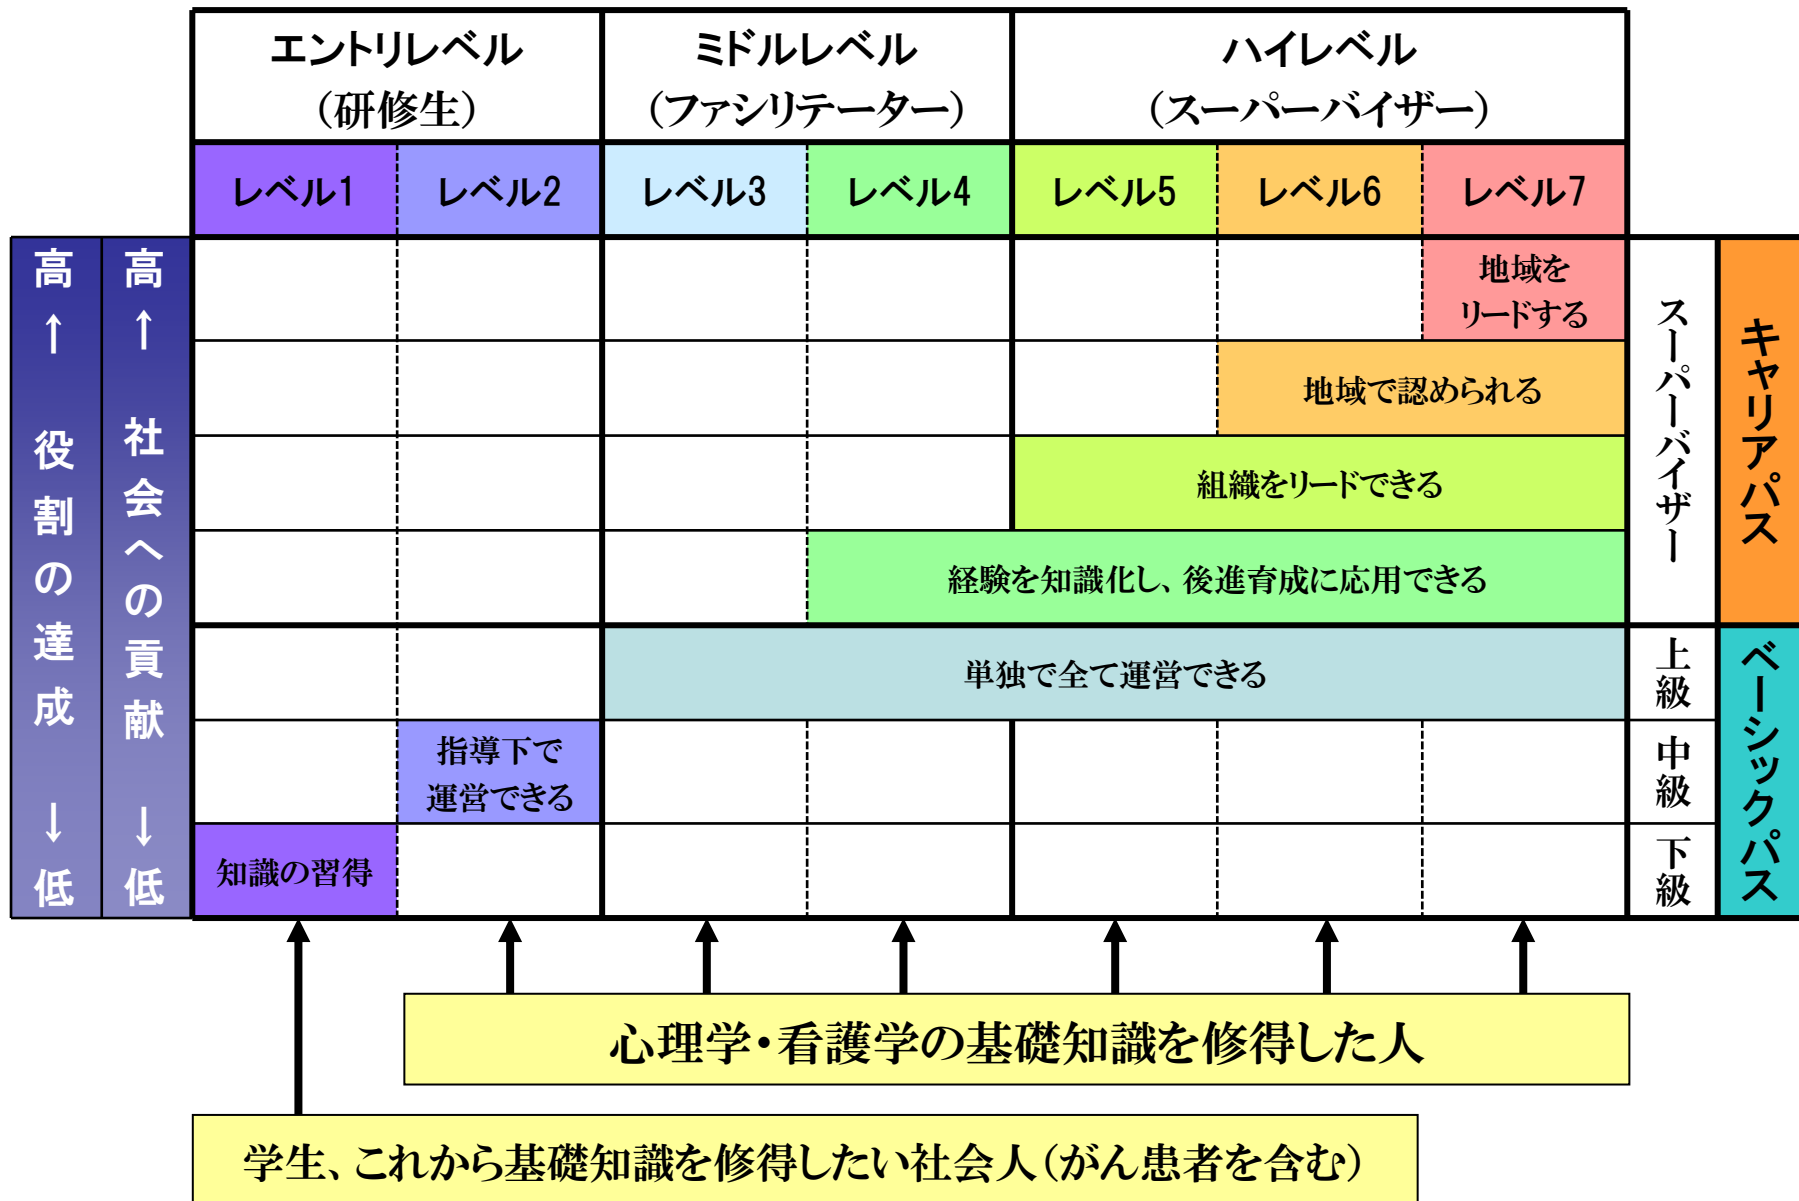 エントリレベル
（研修生）
ミドルレベル
（ファシリテーター）
ハイレベル
（スーパーバイザー）
レベル1
レベル2
レベル3
レベル4
レベル5
レベル6
レベル7
高 ↑ 役割の達成 ↓ 低
高 ↑ 社会への貢献 ↓ 低
地域を
リードする
地域で認められる
組織をリードできる
経験を知識化し、後進育成に応用できる
単独で全て運営できる
指導下で
運営できる
知識の習得
スーパーバイザー
上級
中級
下級
キャリアパス
ベーシックパス
心理学・看護学の基礎知識を修得した人
学生、これから基礎知識を修得したい社会人（がん患者を含む）